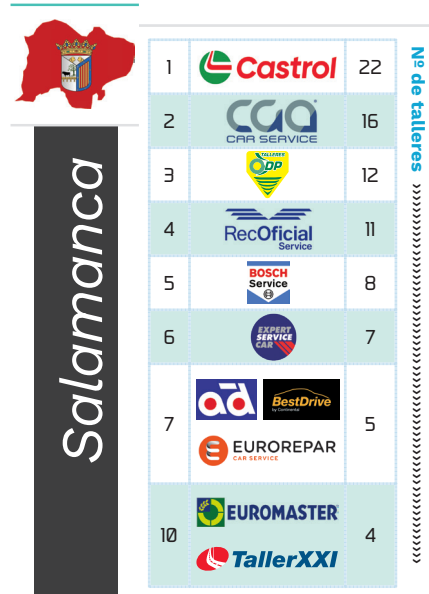 Salamanca
Nº de talleres
1 Castrol 22
2 CGA CAR SERVICE 16
3 TALLERES QDP 12
4 RecOficial Service 11
5 BOSCH Service 8
6 EXPERT SERVICE CAR 7
7 ad BestDrive by Continental 5
EUROREPAR CAR SERVICE
10 EUROMASTER 4
TallerXXI